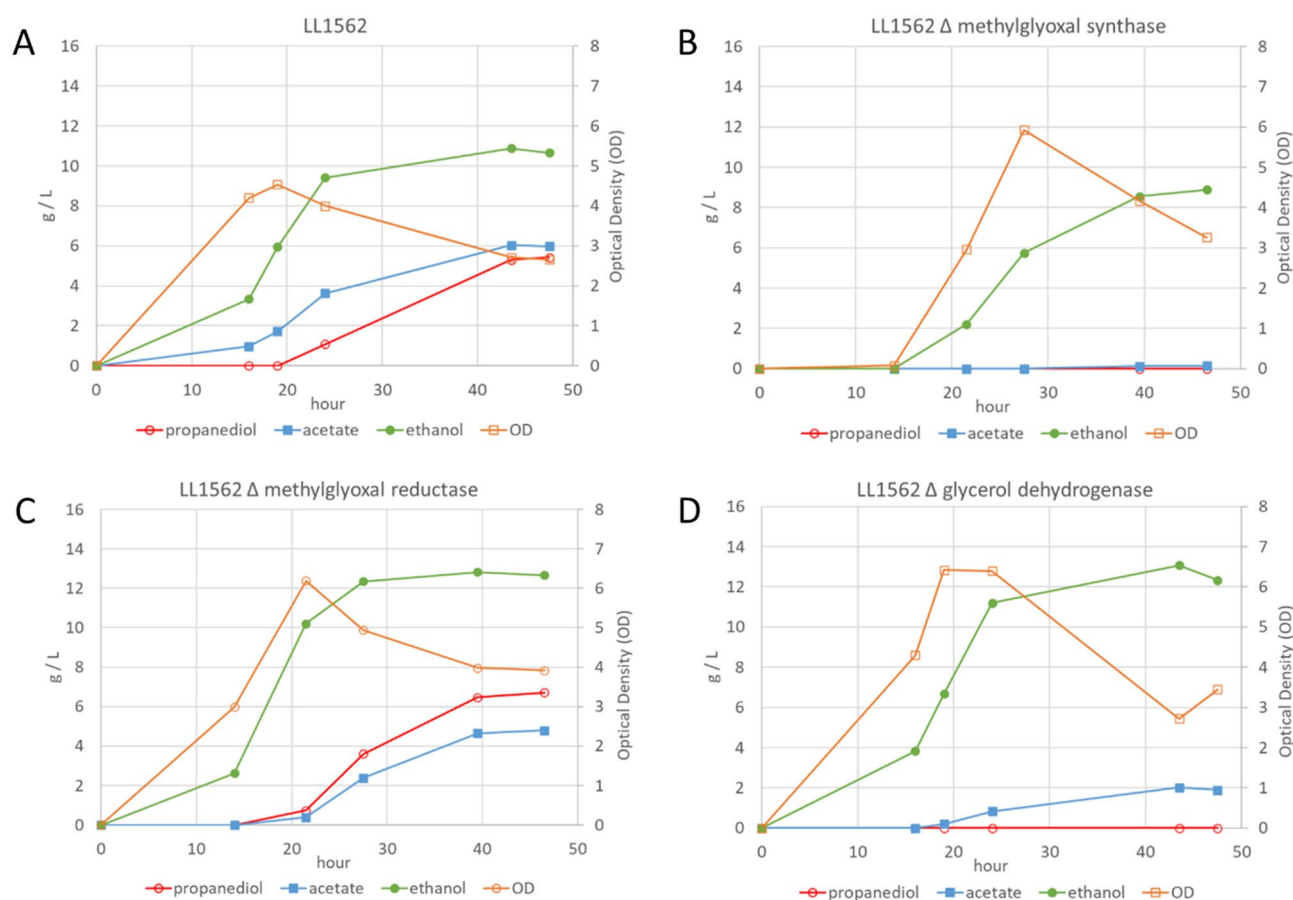 A
LL1562
16
14
12
10
8
6
4
2
0
g / L
8
7
6
5
4
3
2
1
0
Optical Density (OD)
0 10 20 30 40 50
hour
propanediol acetate ethanol OD
B
LL1562 Δ methylglyoxal synthase
16
14
12
10
8
6
4
2
0
g / L
8
7
6
5
4
3
2
1
0
Optical Density (OD)
0 10 20 30 40 50
hour
propanediol acetate ethanol OD
C
LL1562 Δ methylglyoxal reductase
16
14
12
10
8
6
4
2
0
g / L
8
7
6
5
4
3
2
1
0
Optical Density (OD)
0 10 20 30 40 50
hour
propanediol acetate ethanol OD
D
LL1562 Δ glycerol dehydrogenase
16
14
12
10
8
6
4
2
0
g / L
8
7
6
5
4
3
2
1
0
Optical Density (OD)
0 10 20 30 40 50
hour
propanediol acetate ethanol OD